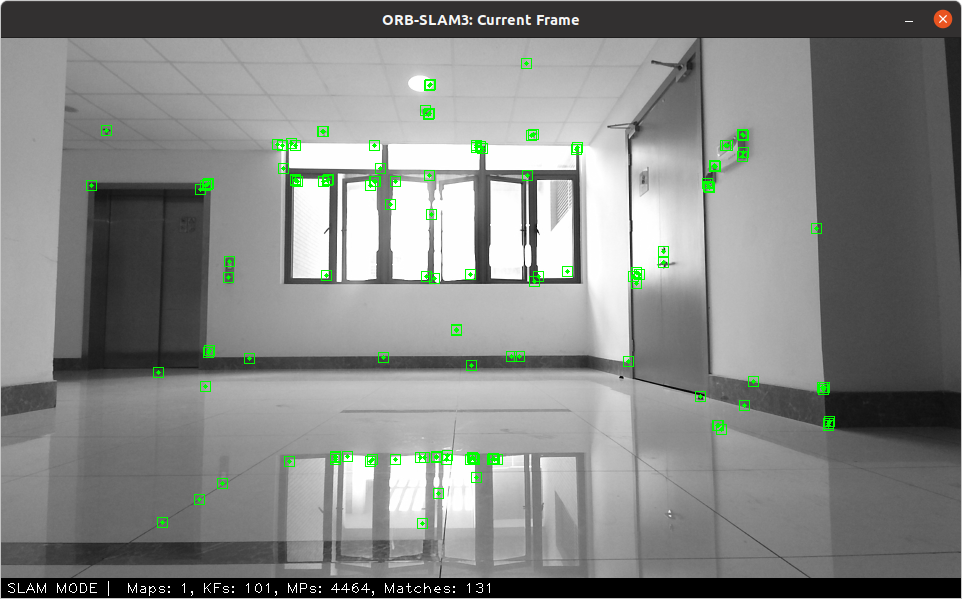 ORB-SLAM3: Current Frame
SLAM MODE | Maps: 1, KFs: 101, MPs: 4464, Matches: 131